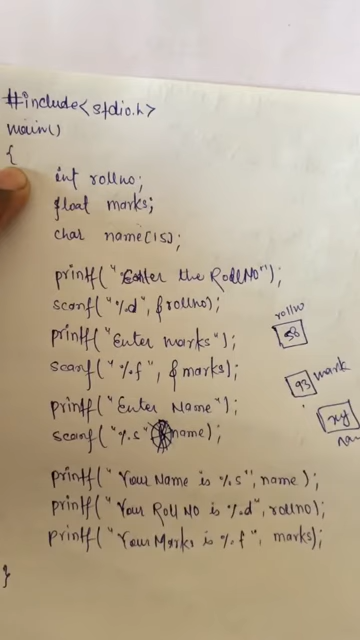 #include<stdio.h>
main()
{
int rollno;
float marks;
char name[15];
printf("Enter the RollNo");
scanf("%d", &rollno);
printf("Enter marks");
scanf("%f", &marks);
printf("Enter Name");
scanf("%s" name);
printf("Your Name is %s", name);
printf("Your Roll No is %d", rollno);
printf("Your Marks is %f", marks);
}
rollno
58
93 mark
xy
na